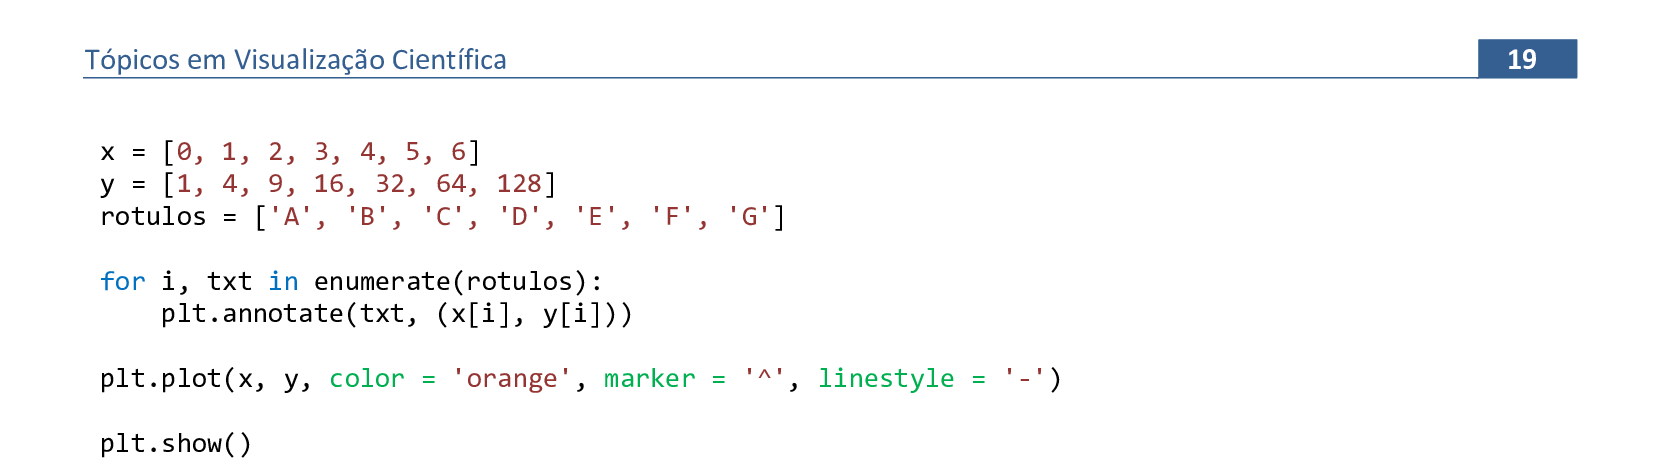 Tópicos em Visualização Científica 19
x = [0, 1, 2, 3, 4, 5, 6]
y = [1, 4, 9, 16, 32, 64, 128]
rotulos = ['A', 'B', 'C', 'D', 'E', 'F', 'G']
for i, txt in enumerate(rotulos):
    plt.annotate(txt, (x[i], y[i]))
plt.plot(x, y, color = 'orange', marker = '^', linestyle = '-')
plt.show()